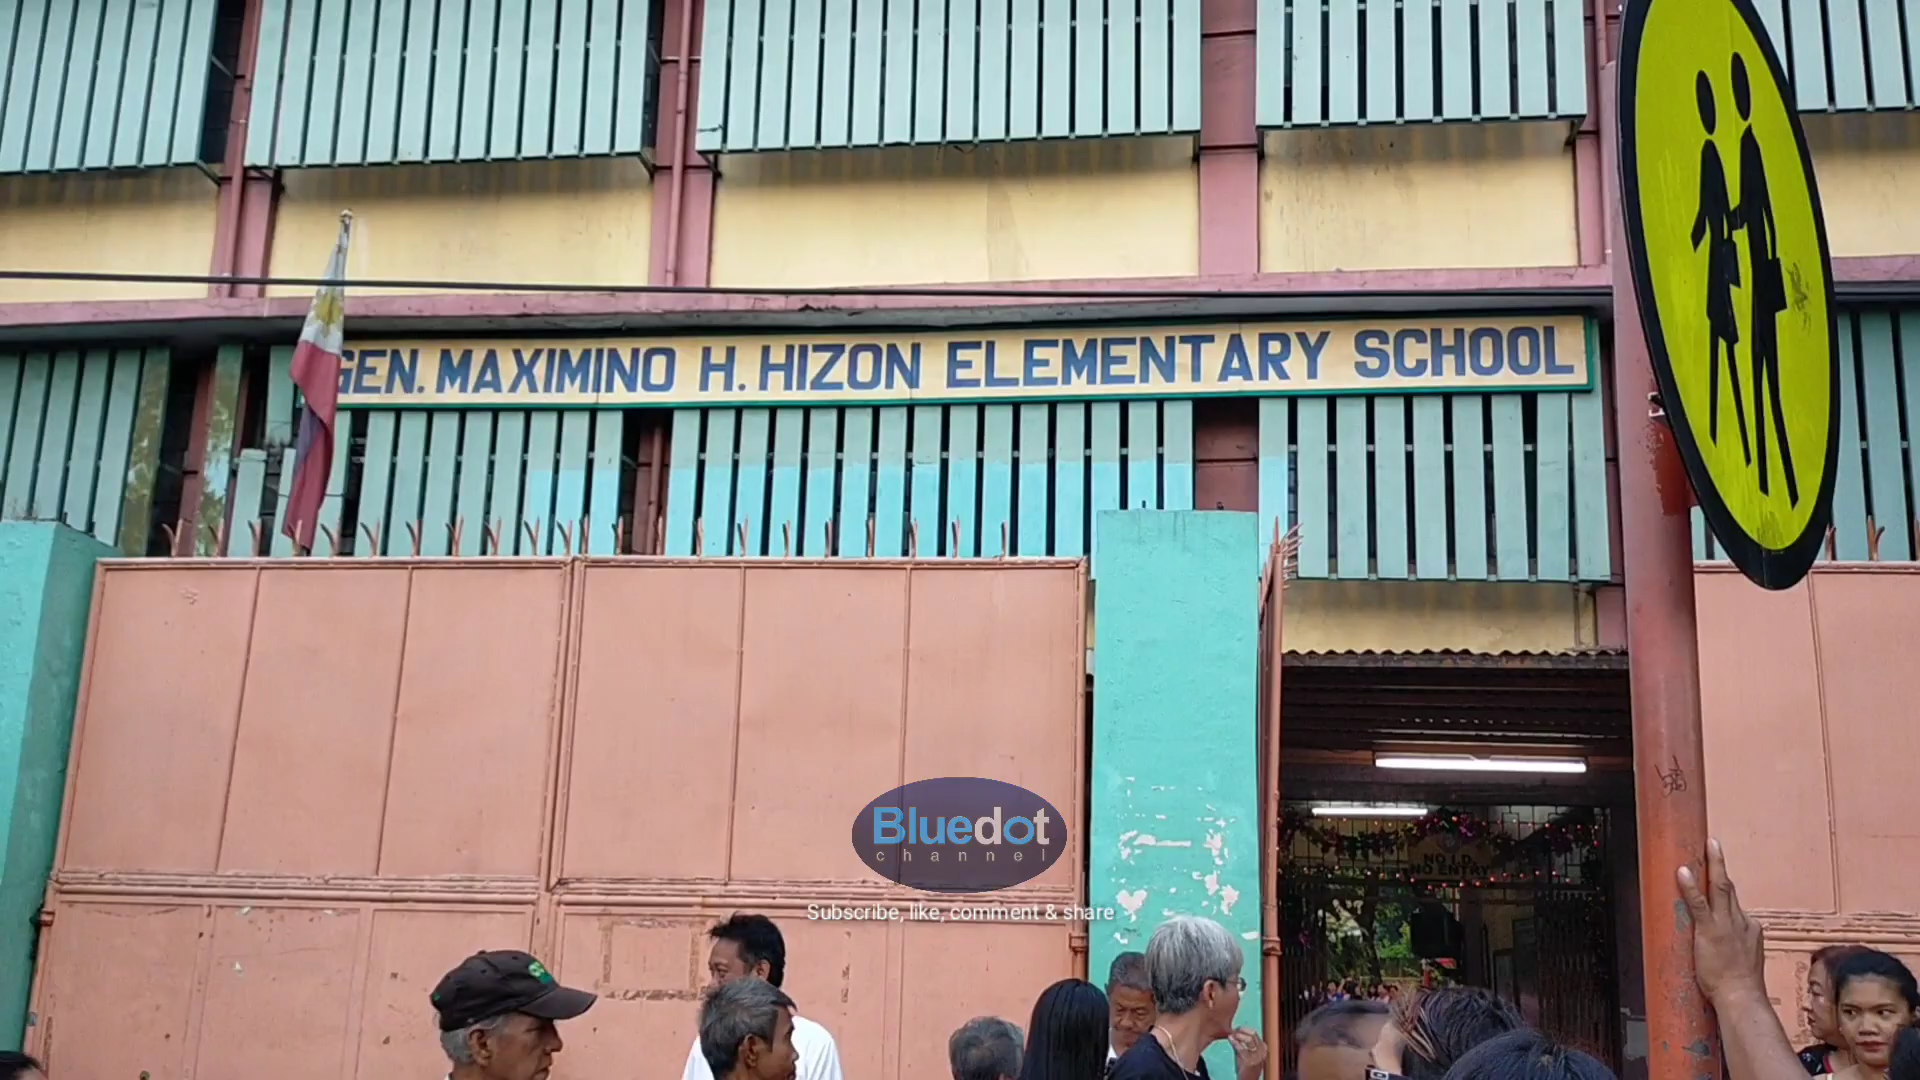 GEN. MAXIMINO H. HIZON ELEMENTARY SCHOOL
Bluedot
channel
Subscribe, like, comment & share
NO I.D.
NO ENTRY